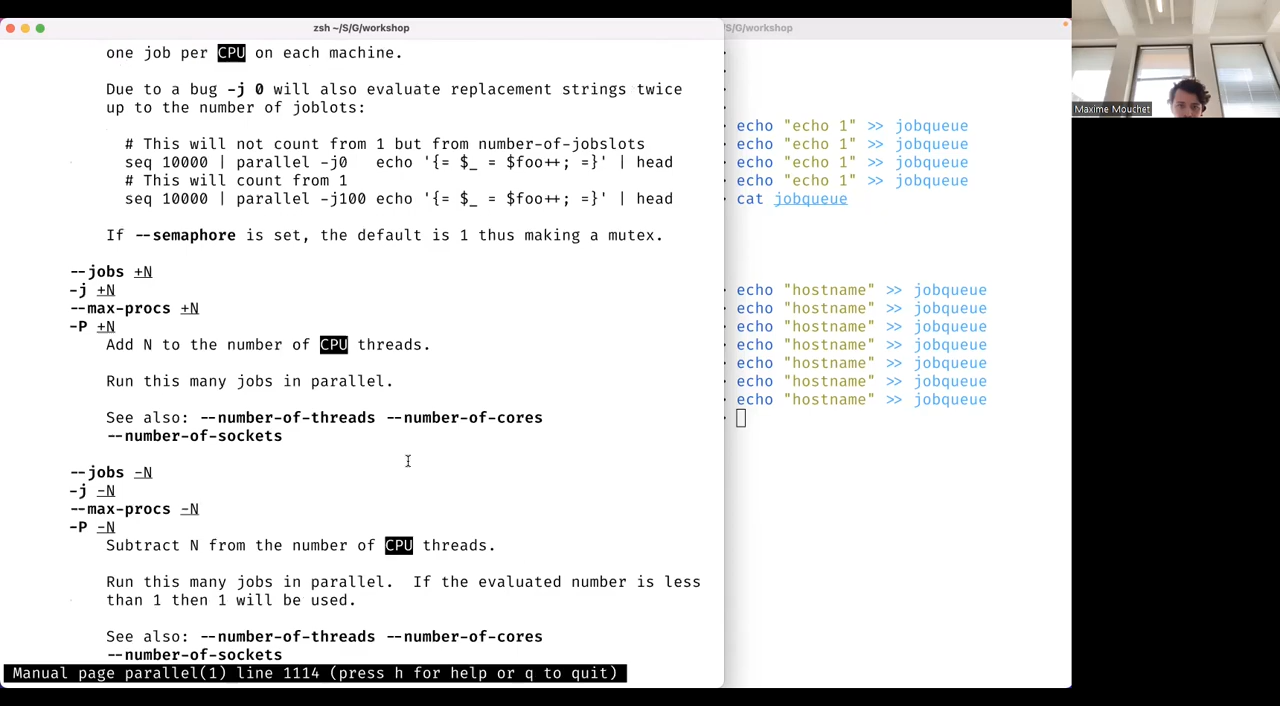 zsh ~/S/G/workshop
one job per CPU on each machine.
Due to a bug -j 0 will also evaluate replacement strings twice
up to the number of joblots:
# This will not count from 1 but from number-of-jobslots
seq 10000 | parallel -j0   echo '{= $_ = $foo++; =}' | head
# This will count from 1
seq 10000 | parallel -j100 echo '{= $_ = $foo++; =}' | head
If --semaphore is set, the default is 1 thus making a mutex.
--jobs +N
-j +N
--max-procs +N
-P +N
Add N to the number of CPU threads.
Run this many jobs in parallel.
See also: --number-of-threads --number-of-cores
--number-of-sockets
--jobs -N
-j -N
--max-procs -N
-P -N
Subtract N from the number of CPU threads.
Run this many jobs in parallel.  If the evaluated number is less
than 1 then 1 will be used.
See also: --number-of-threads --number-of-cores
--number-of-sockets
Manual page parallel(1) line 1114 (press h for help or q to quit)
/S/G/workshop
echo "echo 1" >> jobqueue
echo "echo 1" >> jobqueue
echo "echo 1" >> jobqueue
echo "echo 1" >> jobqueue
cat jobqueue
echo "hostname" >> jobqueue
echo "hostname" >> jobqueue
echo "hostname" >> jobqueue
echo "hostname" >> jobqueue
echo "hostname" >> jobqueue
echo "hostname" >> jobqueue
echo "hostname" >> jobqueue
Maxime Mouchet